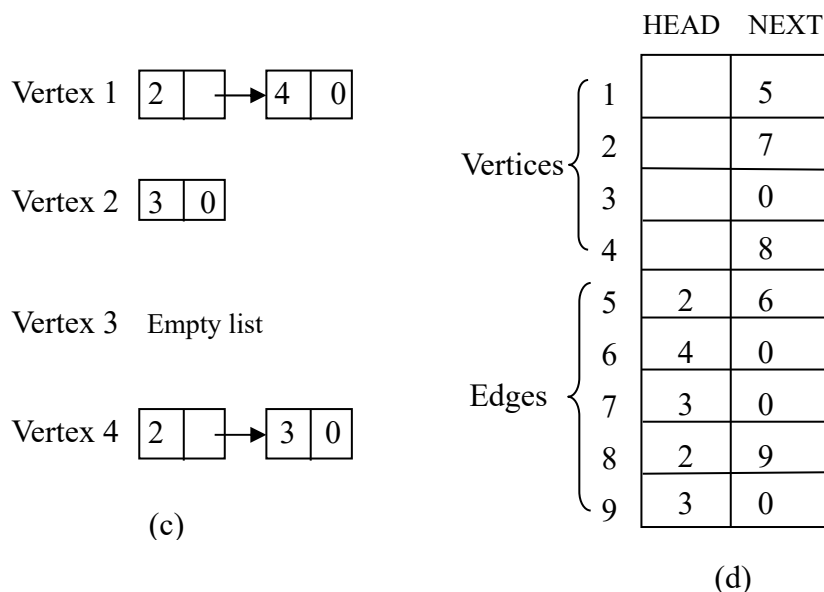 Vertex 1 2 4 0
Vertex 2 3 0
Vertex 3 Empty list
Vertex 4 2 3 0
(c)
HEAD NEXT
Vertices
1 5
2 7
3 0
4 8
Edges
5 2 6
6 4 0
7 3 0
8 2 9
9 3 0
(d)